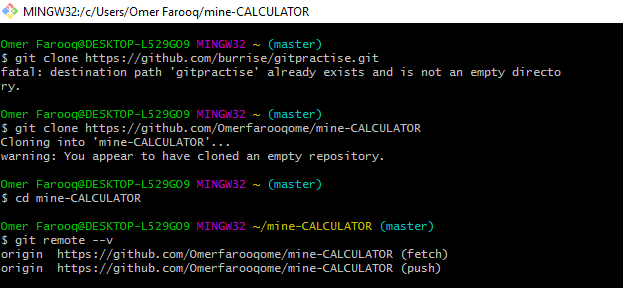 MINGW32:/c/Users/Omer Farooq/mine-CALCULATOR
Omer Farooq@DESKTOP-L529GO9 MINGW32 ~ (master)
$ git clone https://github.com/burrise/gitpractise.git
fatal: destination path 'gitpractise' already exists and is not an empty directo
ry.
Omer Farooq@DESKTOP-L529GO9 MINGW32 ~ (master)
$ git clone https://github.com/Omerfarooqome/mine-CALCULATOR
Cloning into 'mine-CALCULATOR'...
warning: You appear to have cloned an empty repository.
Omer Farooq@DESKTOP-L529GO9 MINGW32 ~ (master)
$ cd mine-CALCULATOR
Omer Farooq@DESKTOP-L529GO9 MINGW32 ~/mine-CALCULATOR (master)
$ git remote --v
origin  https://github.com/Omerfarooqome/mine-CALCULATOR (fetch)
origin  https://github.com/Omerfarooqome/mine-CALCULATOR (push)